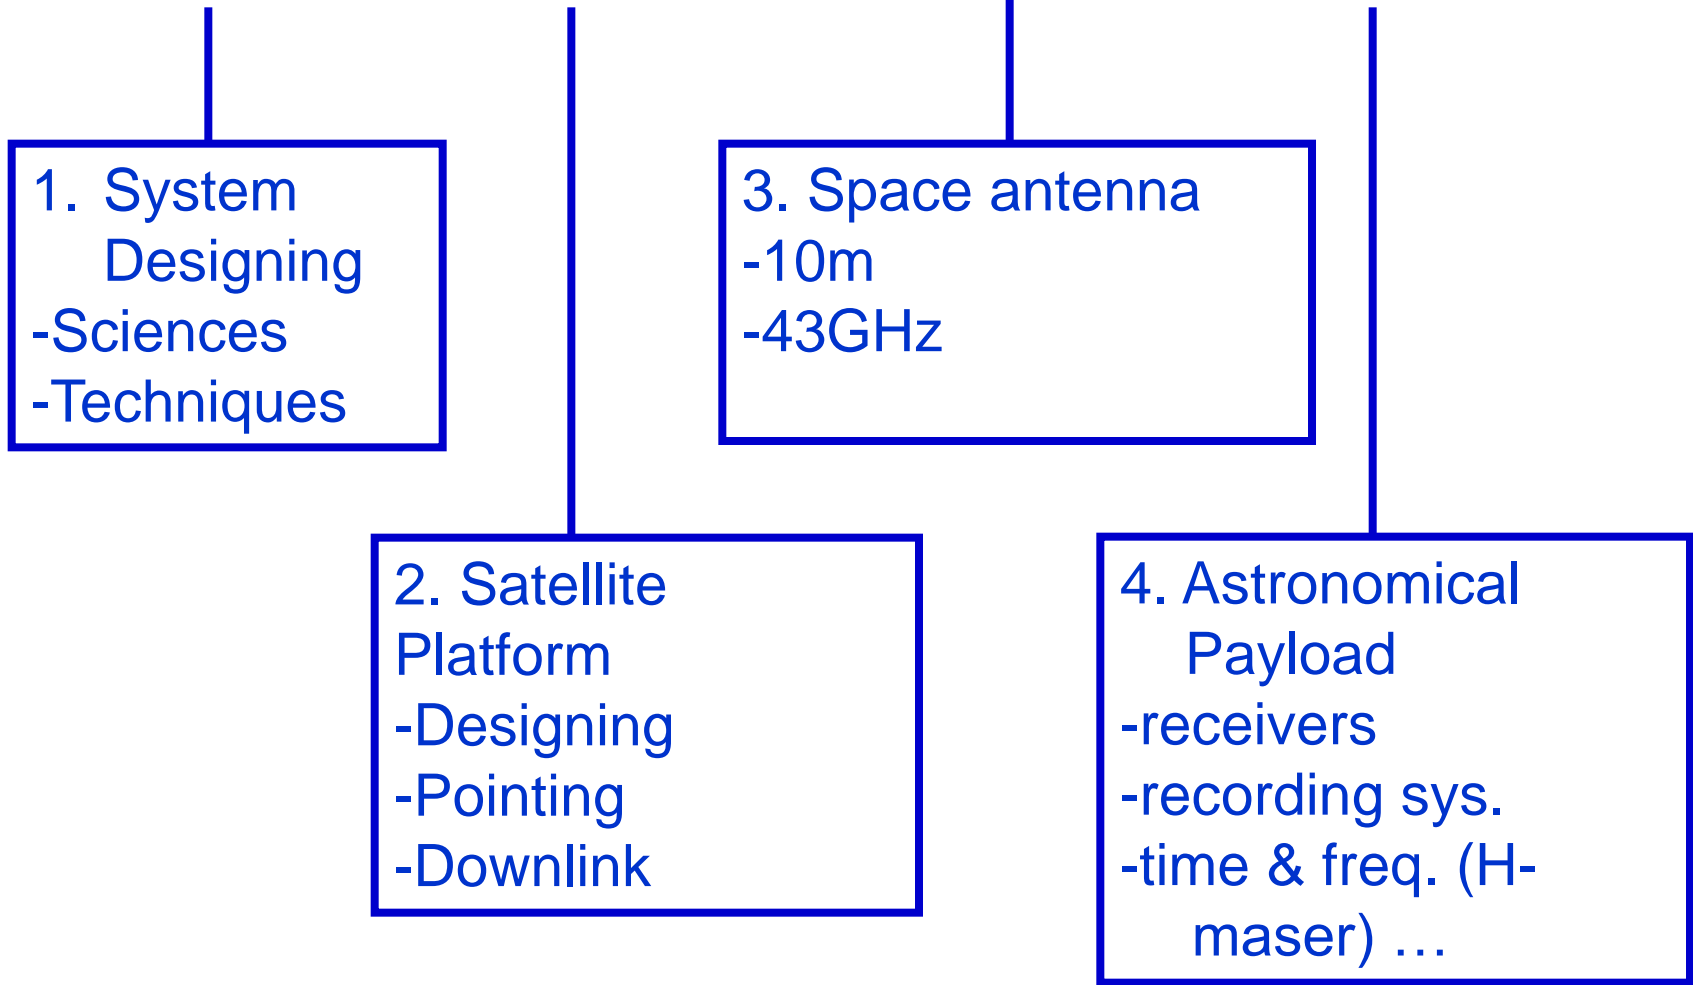 1. System
Designing
-Sciences
-Techniques
2. Satellite
Platform
-Designing
-Pointing
-Downlink
3. Space antenna
-10m
-43GHz
4. Astronomical
Payload
-receivers
-recording sys.
-time & freq. (H-
maser) …